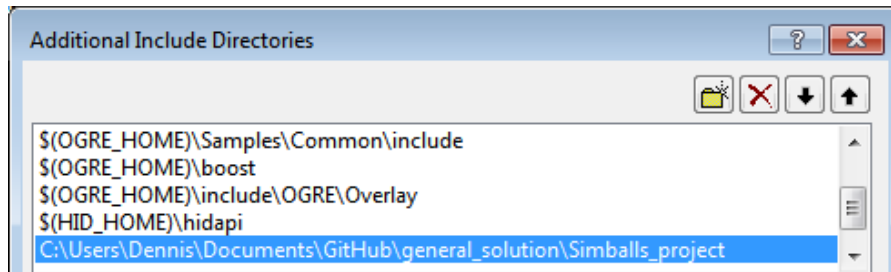 Additional Include Directories
$(OGRE_HOME)\Samples\Common\include
$(OGRE_HOME)\boost
$(OGRE_HOME)\include\OGRE\Overlay
$(HID_HOME)\hidapi
C:\Users\Dennis\Documents\GitHub\general_solution\Simballs_project